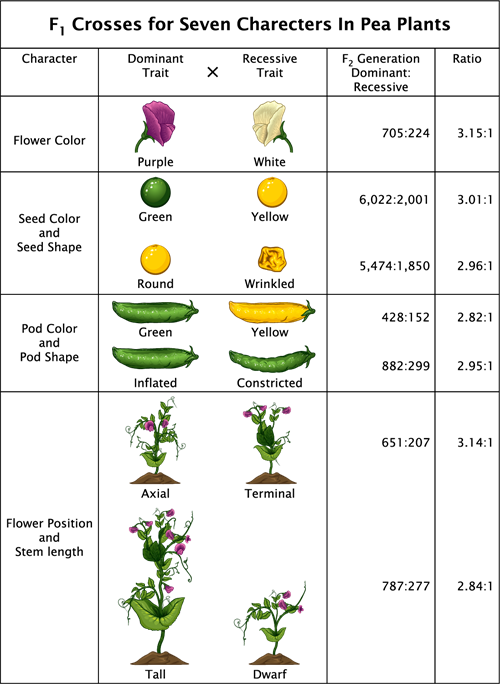 F1 Crosses for Seven Charecters In Pea Plants
Character
Dominant Trait
×
Recessive Trait
F2 Generation Dominant: Recessive
Ratio
Flower Color
Purple
White
705:224
3.15:1
Seed Color and Seed Shape
Green
Yellow
6,022:2,001
3.01:1
Round
Wrinkled
5,474:1,850
2.96:1
Pod Color and Pod Shape
Green
Yellow
428:152
2.82:1
Inflated
Constricted
882:299
2.95:1
Flower Position and Stem length
Axial
Terminal
651:207
3.14:1
Tall
Dwarf
787:277
2.84:1